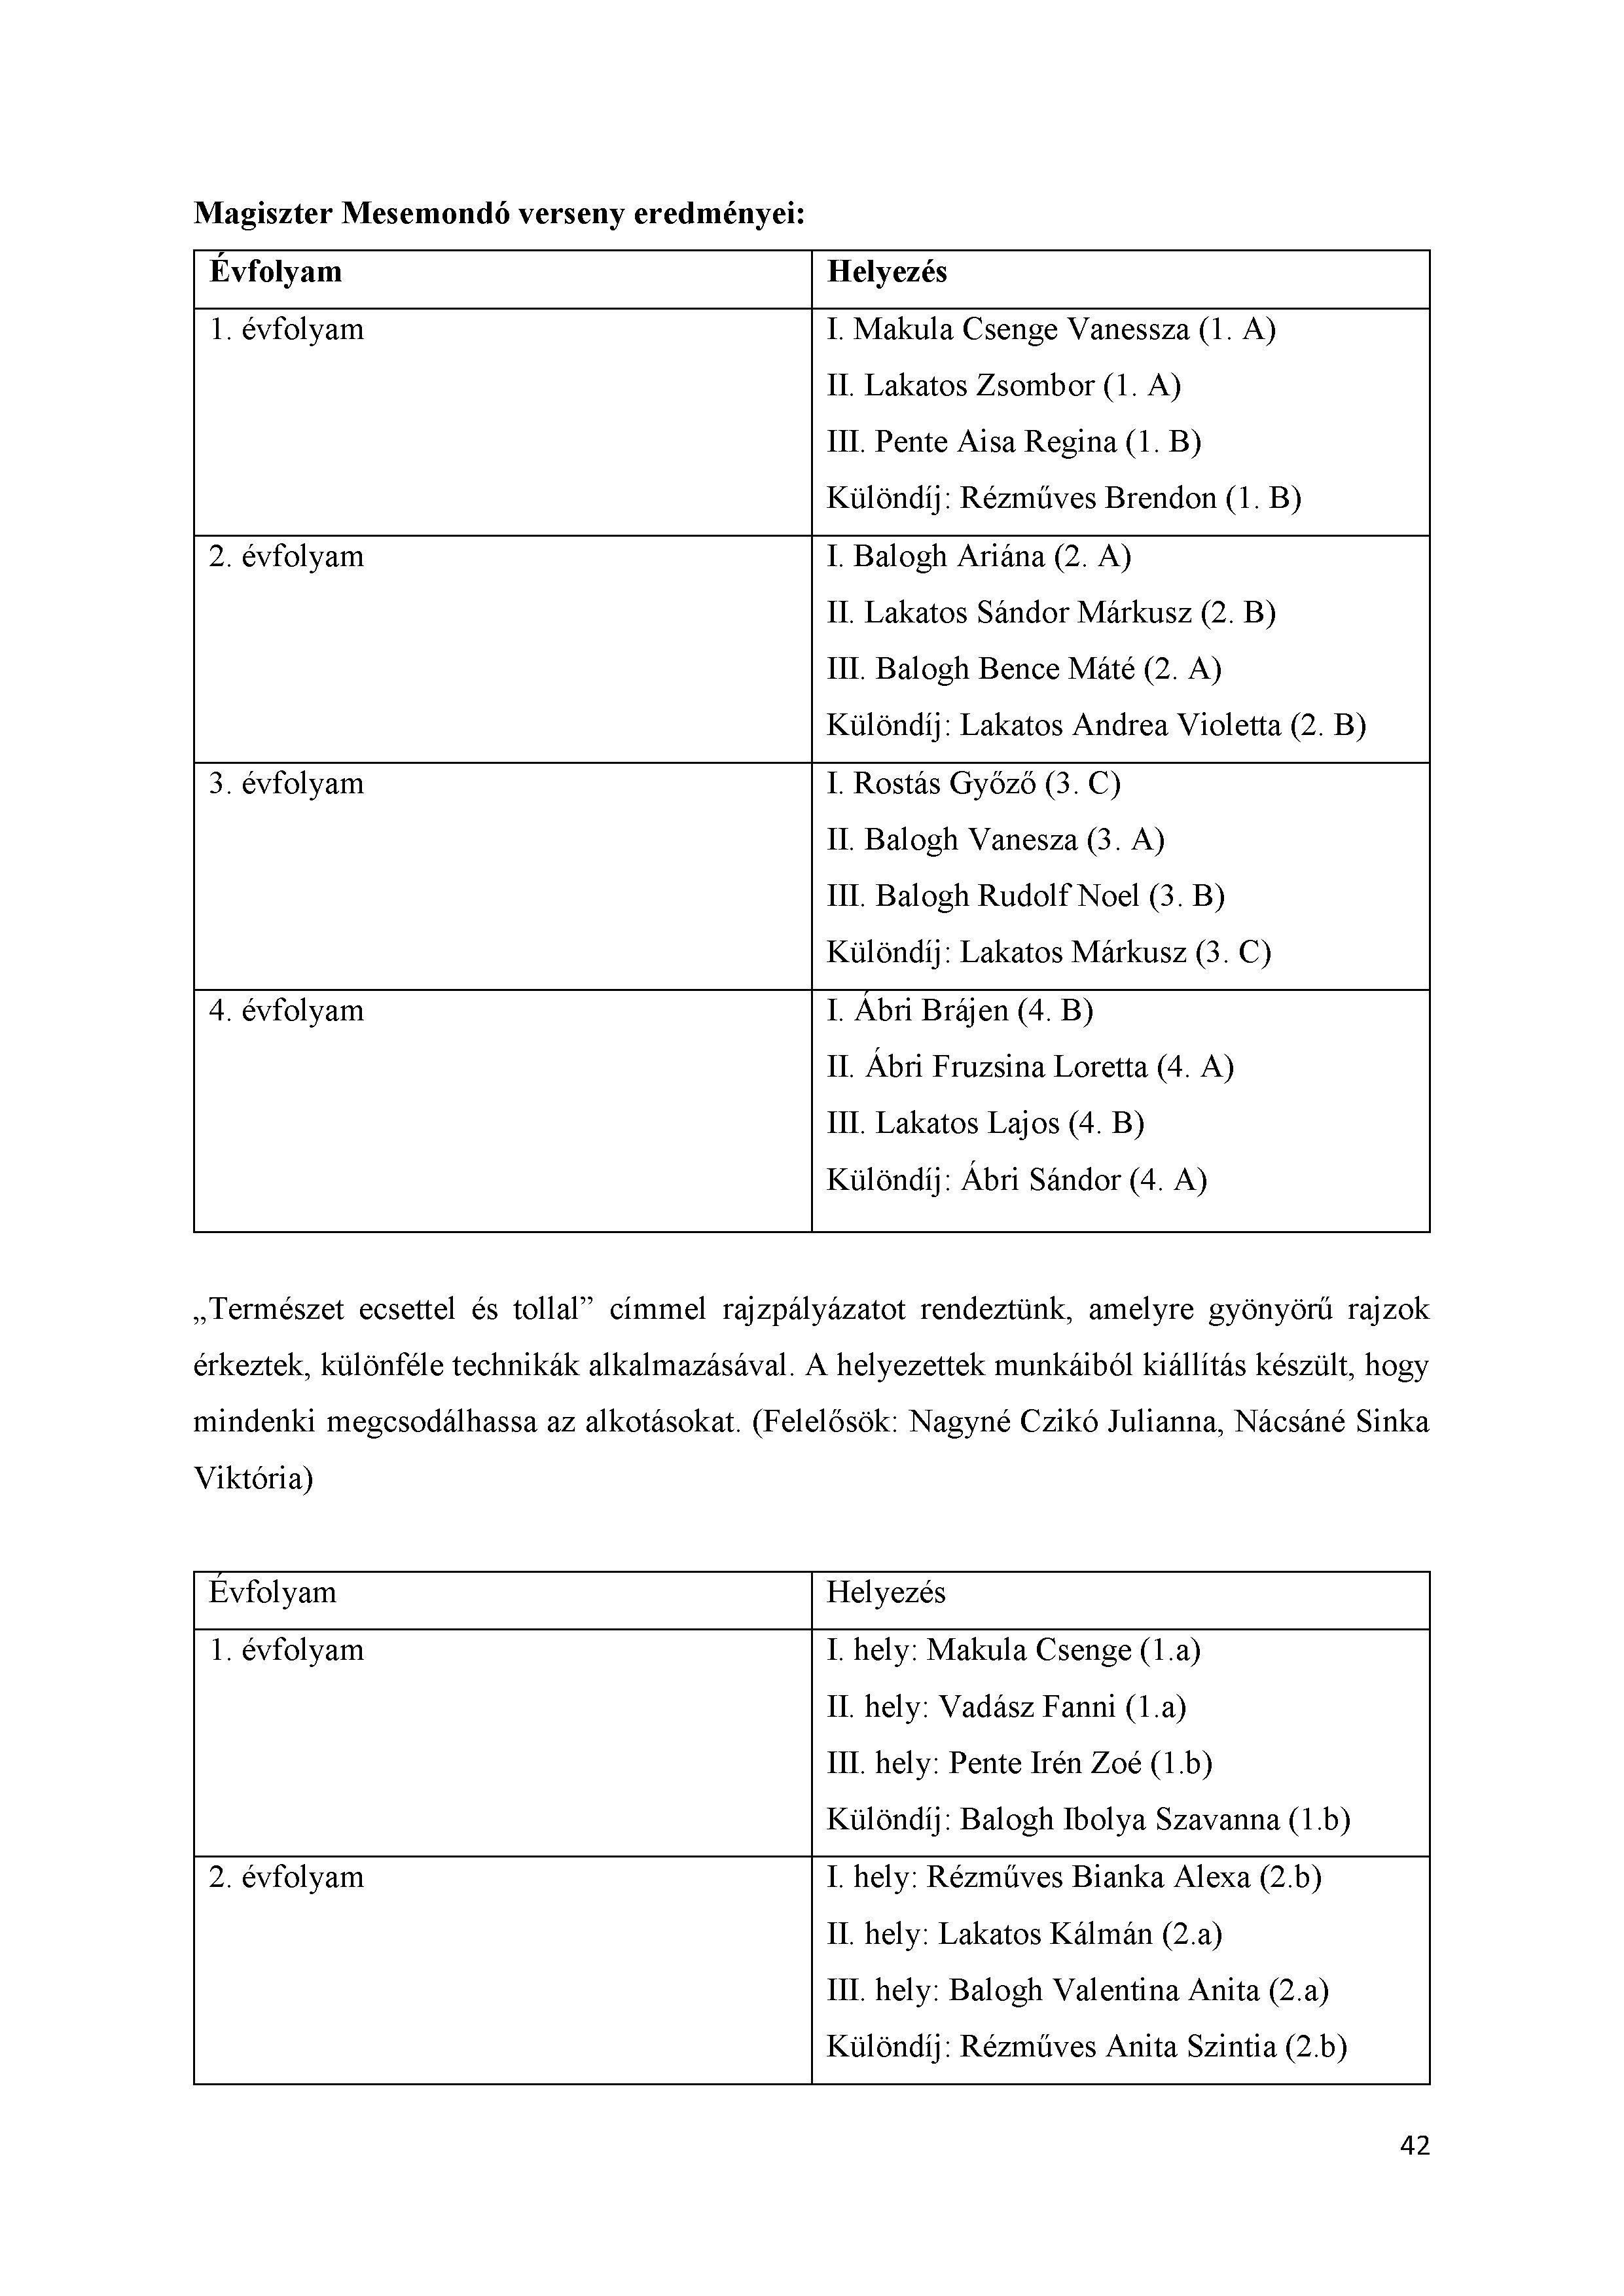 Magiszter Mesemondó verseny eredményei:
Évfolyam
Helyezés
1. évfolyam
I. Makula Csenge Vanessza (1. A)
II. Lakatos Zsombor (1. A)
III. Pente Aisa Regina (1. B)
Különdíj: Rézműves Brendon (1. B)
2. évfolyam
I. Balogh Ariána (2. A)
II. Lakatos Sándor Márkusz (2. B)
III. Balogh Bence Máté (2. A)
Különdíj: Lakatos Andrea Violetta (2. B)
3. évfolyam
I. Rostás Győző (3. C)
II. Balogh Vanesza (3. A)
III. Balogh Rudolf Noel (3. B)
Különdíj: Lakatos Márkusz (3. C)
4. évfolyam
I. Ábri Brájen (4. B)
II. Ábri Fruzsina Loretta (4. A)
III. Lakatos Lajos (4. B)
Különdíj: Ábri Sándor (4. A)
„Természet ecsettel és tollal” címmel rajzpályázatot rendeztünk, amelyre gyönyörű rajzok
érkeztek, különféle technikák alkalmazásával. A helyezettek munkáiból kiállítás készült, hogy
mindenki megcsodálhassa az alkotásokat. (Felelősök: Nagyné Czikó Julianna, Nácsáné Sinka
Viktória)
Évfolyam
Helyezés
1. évfolyam
I. hely: Makula Csenge (1.a)
II. hely: Vadász Fanni (1.a)
III. hely: Pente Irén Zoé (1.b)
Különdíj: Balogh Ibolya Szavanna (1.b)
2. évfolyam
I. hely: Rézműves Bianka Alexa (2.b)
II. hely: Lakatos Kálmán (2.a)
III. hely: Balogh Valentina Anita (2.a)
Különdíj: Rézműves Anita Szintia (2.b)
42